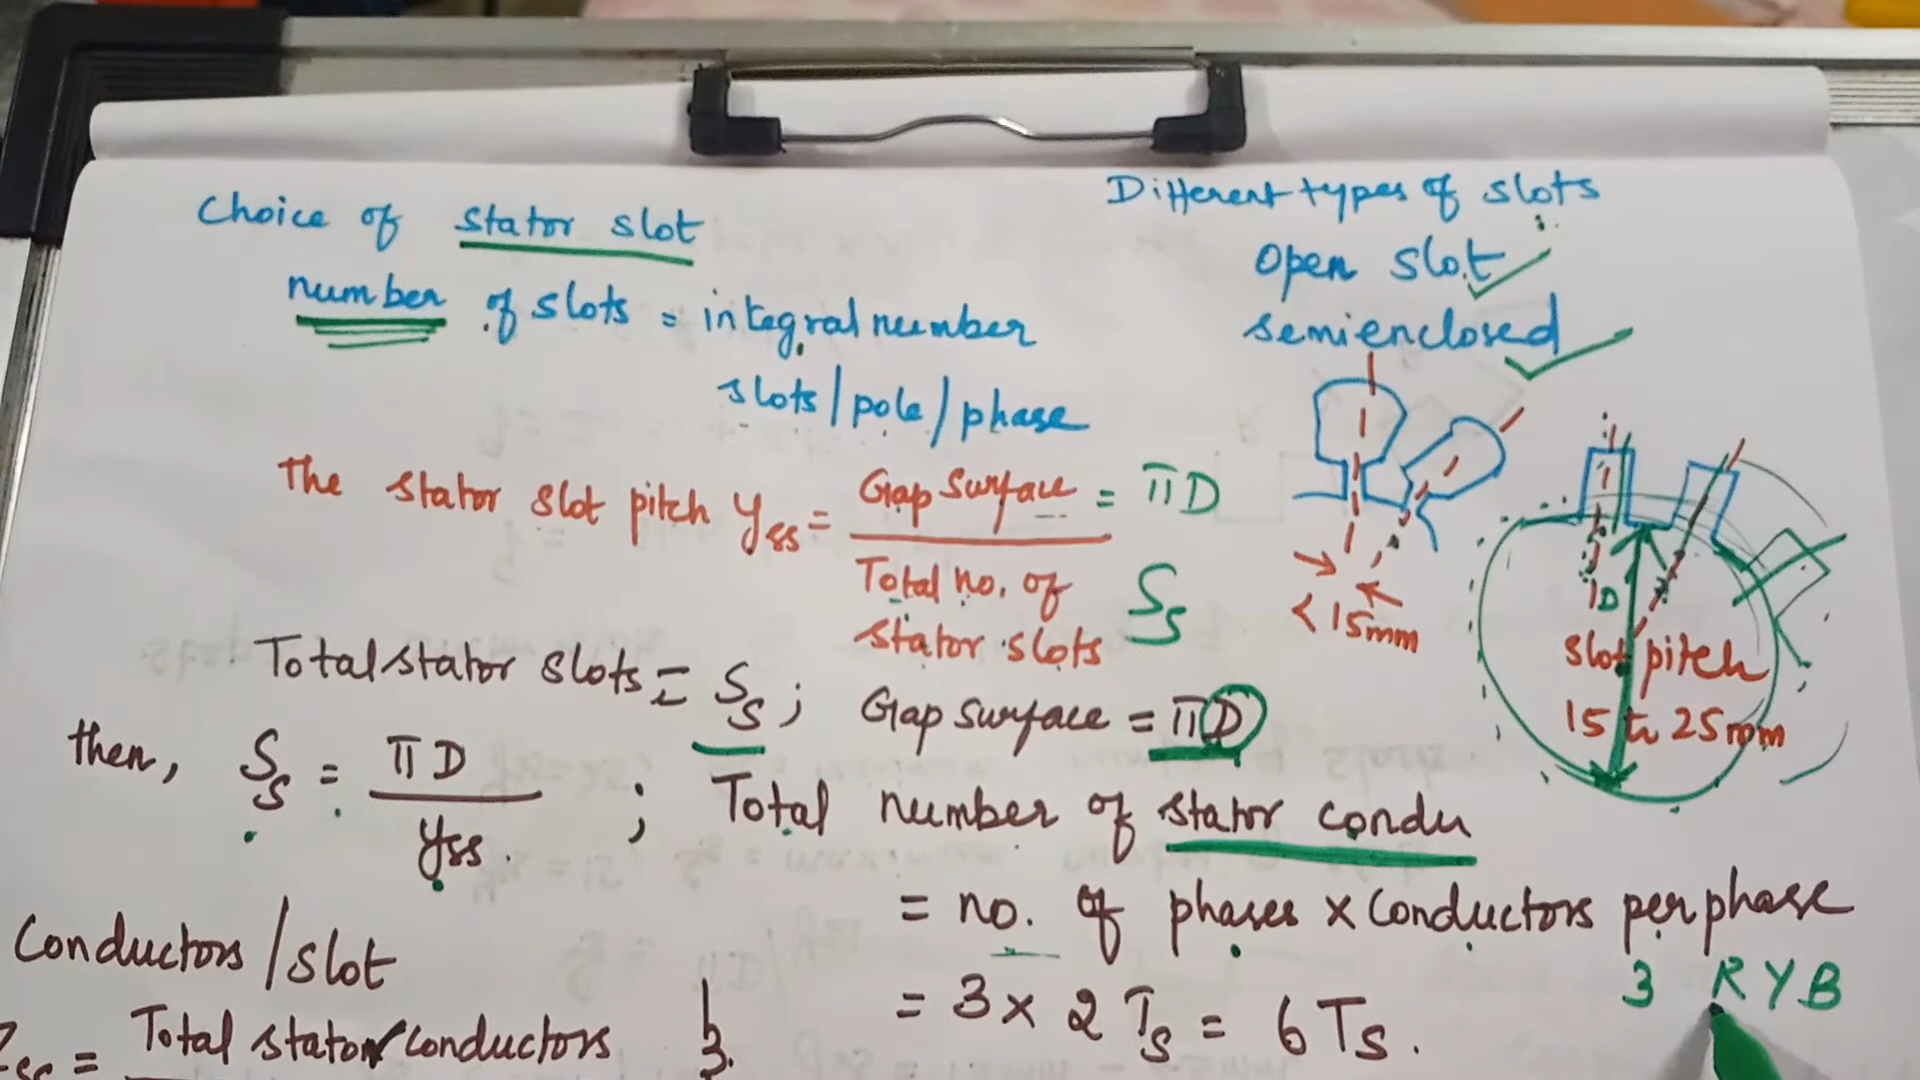 Choice of stator slot
number of slots = integral number
slots/pole/phase
Different types of slots
Open slot
semienclosed
< 15mm
D
slot pitch
15 to 25mm
The stator slot pitch yss = Gap surface = πD
Total no. of Ss
stator slots
Total stator slots = Ss ; Gap surface = πD
then, Ss = πD ; Total number of stator condu
yss
= no. of phases × conductors per phase
3 R Y B
= 3 × 2 Ts = 6 Ts.
Conductors/slot
Zss = Total stator conductors